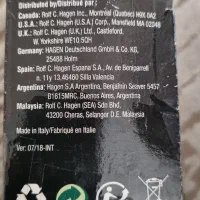 Distributed by/Distribué par :
Canada: Rolf C. Hagen Inc., Montréal (Québec) H9X 0A2
U.S.A.: Rolf C. Hagen (U.S.A.) Corp., Mansfield MA 02048
U.K.: Rolf C. Hagen (U.K.) Ltd., Castleford,
W. Yorkshire WF10 5QH
Germany: HAGEN Deutschland GmbH & Co. KG,
25488 Holm
Spain: Rolf C. Hagen Espana S.A., Av. de Beniparrell
n. 11y 13,46460 Silla Valencia
Argentina: Hagen S.A Argentina, Benjahim Seaver 5457
B1615MRC, Buenos Aires, Argentina
Malaysia: Rolf C. Hagen (SEA) Sdn Bhd,
43200 Cheras, Selangor D.E. Malaysia
Made in Italy/Fabriqué en Italie
Ver: 07/18-INT